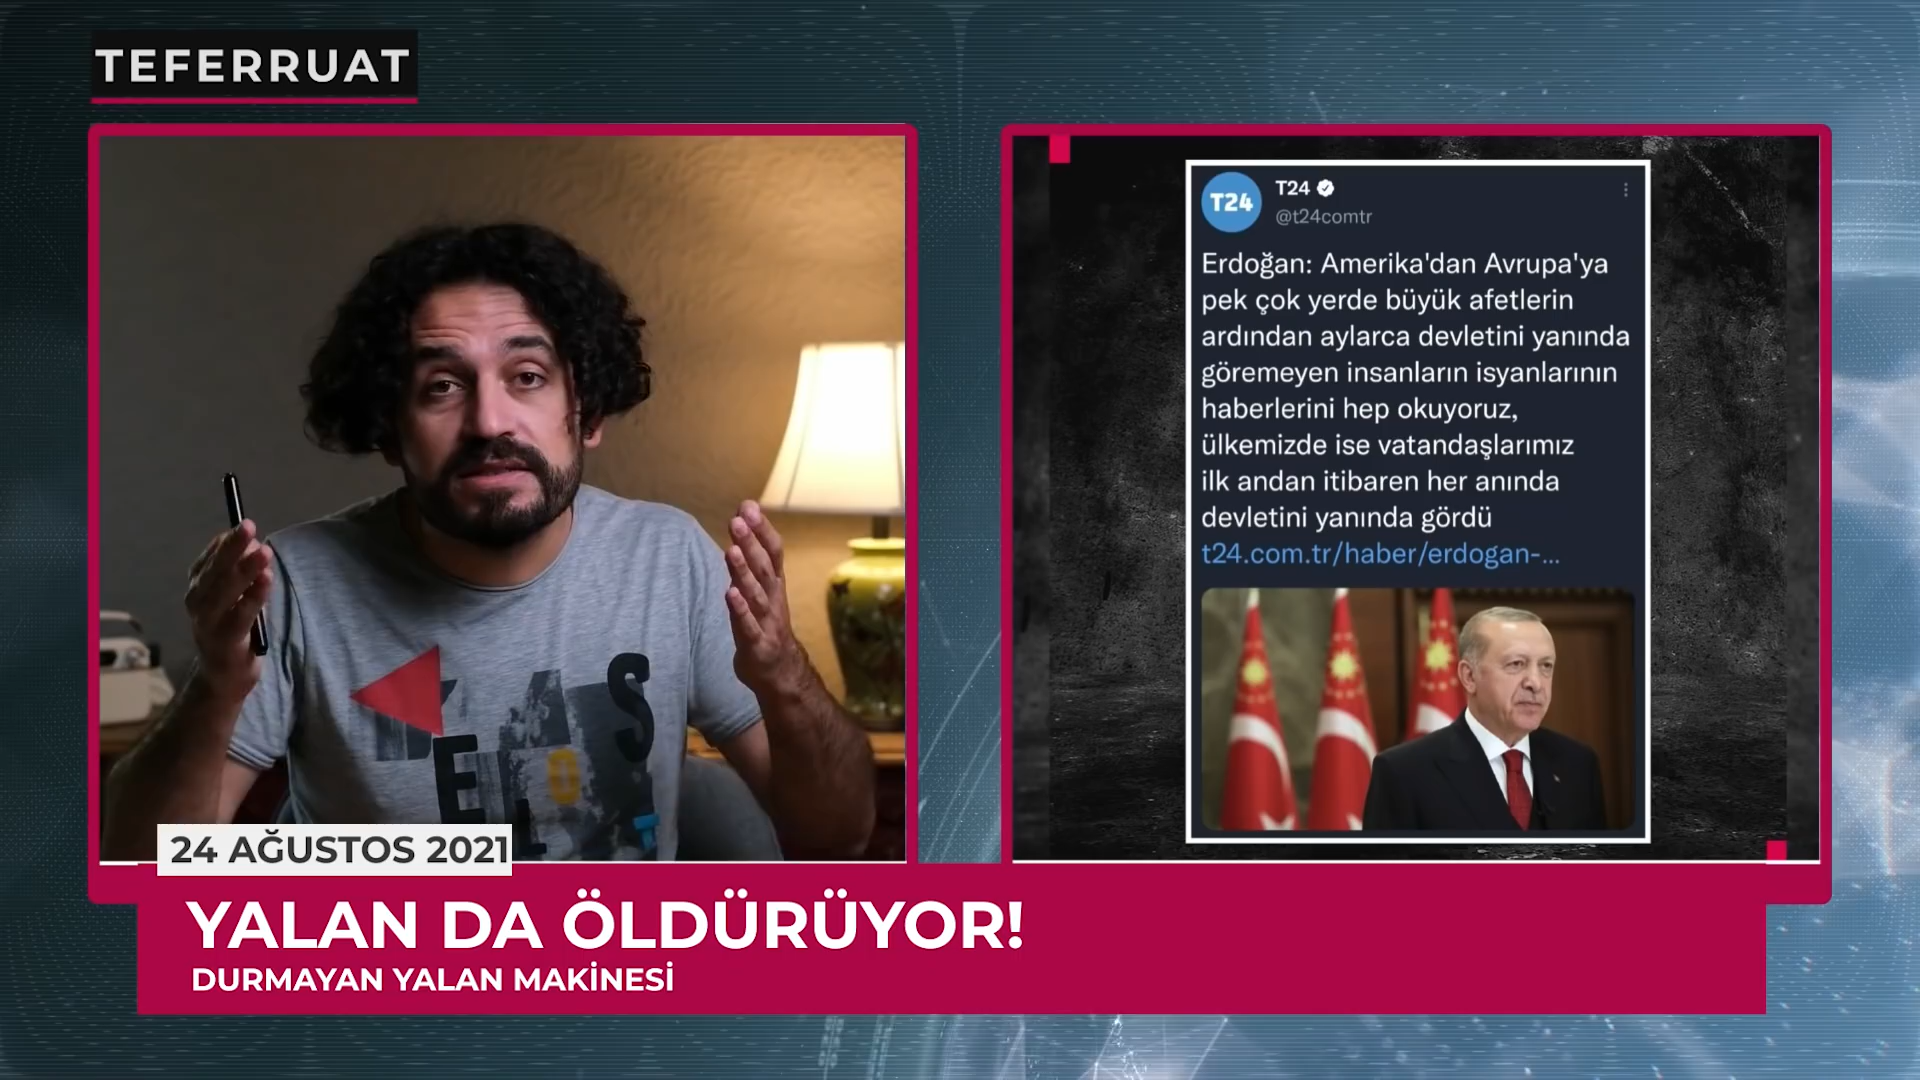 TEFERRUAT
T24
T24
@t24comtr
Erdoğan: Amerika'dan Avrupa'ya
pek çok yerde büyük afetlerin
ardından aylarca devletini yanında
göremeyen insanların isyanlarının
haberlerini hep okuyoruz,
ülkemizde ise vatandaşlarımız
ilk andan itibaren her anında
devletini yanında gördü
t24.com.tr/haber/erdogan-...
24 AĞUSTOS 2021
YALAN DA ÖLDÜRÜYOR!
DURMAYAN YALAN MAKİNESİ